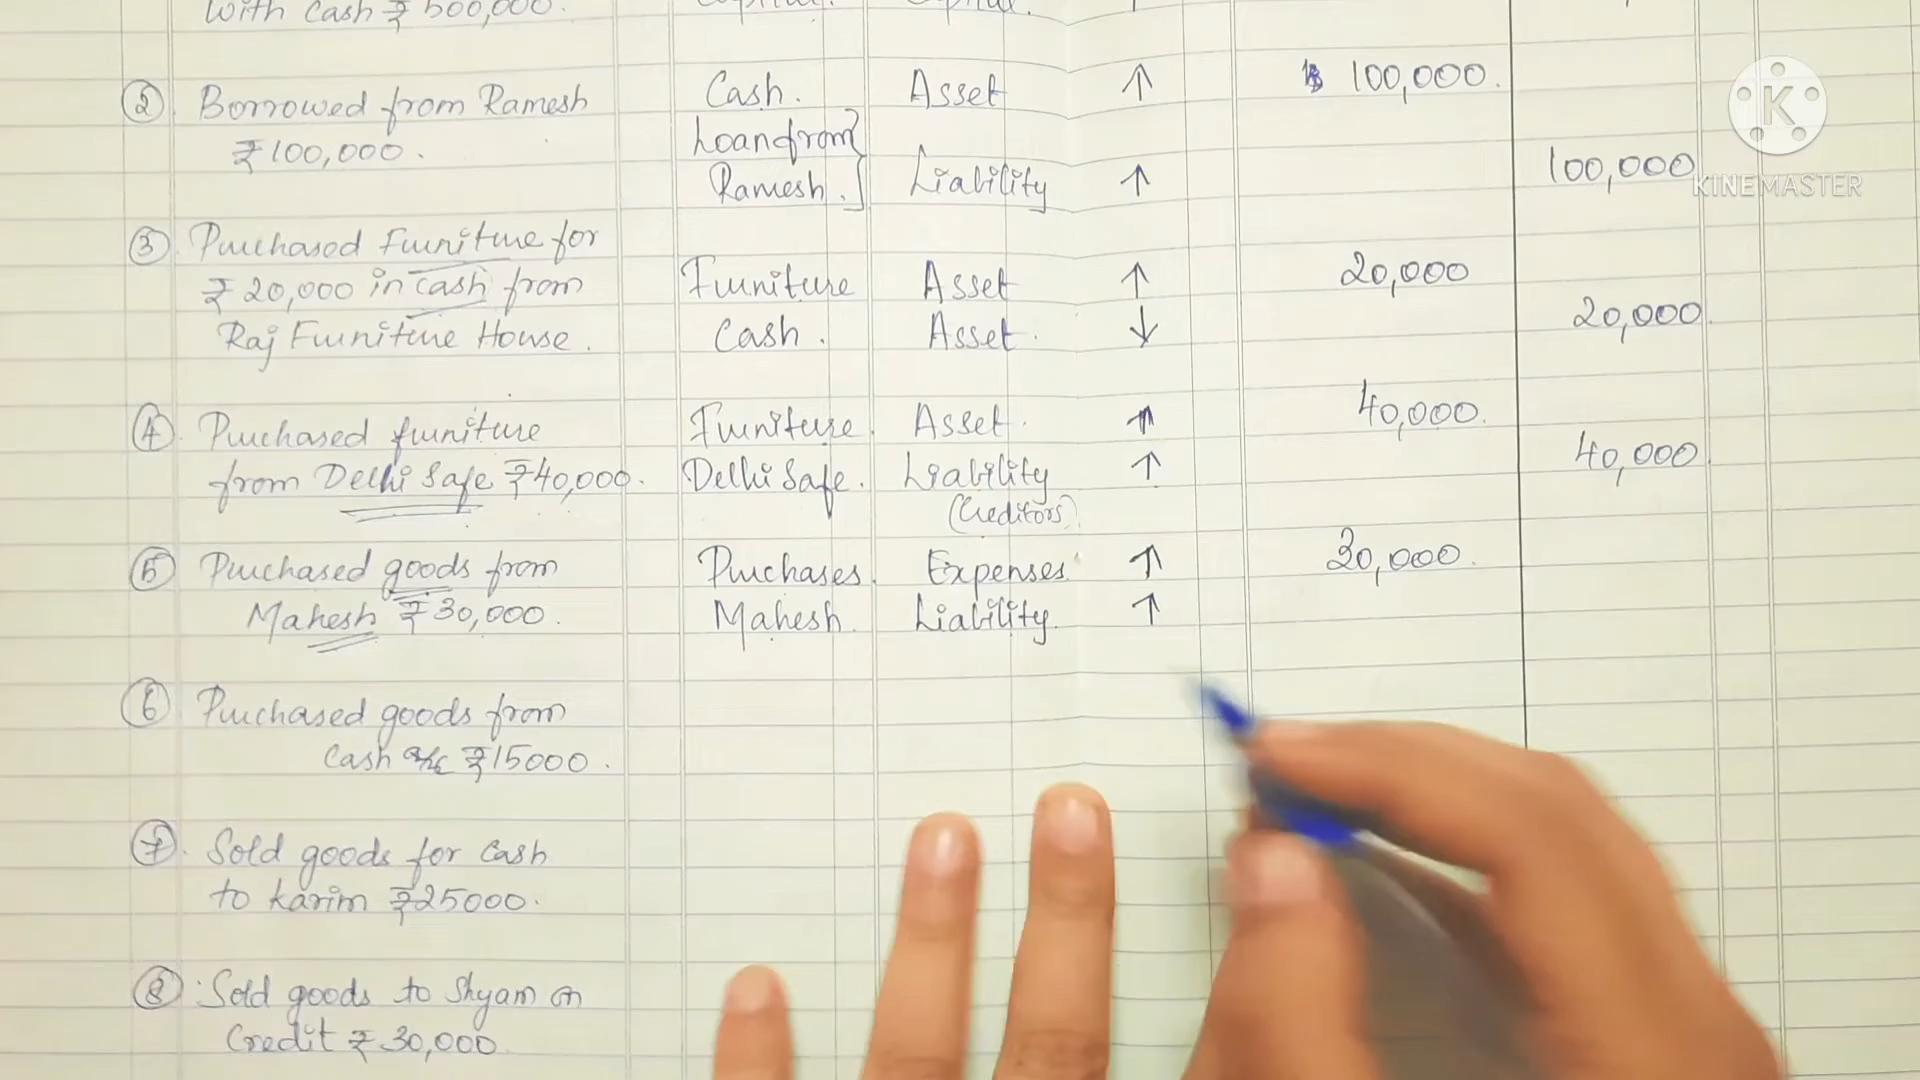 with Cash ₹ 500,000.
② Borrowed from Ramesh Cash. Asset ↑ 100,000.
₹100,000. Loan from
Ramesh. Liability ↑ 100,000
③ Purchased Furniture for
₹20,000 in cash from Furniture Asset ↑ 20,000
Raj Furniture House. Cash. Asset. ↓ 20,000
④ Purchased furniture Furniture. Asset. ↑ 40,000.
from Delhi Safe ₹40,000. Delhi Safe. Liability ↑ 40,000
(Creditors)
⑤ Purchased goods from Purchases. Expenses. ↑ 30,000.
Mahesh ₹30,000. Mahesh. Liability. ↑
⑥ Purchased goods from
Cash a/c ₹15000.
⑦. Sold goods for cash
to Karim ₹25000.
⑧. Sold goods to Shyam on
Credit ₹30,000
K
KINEMASTER